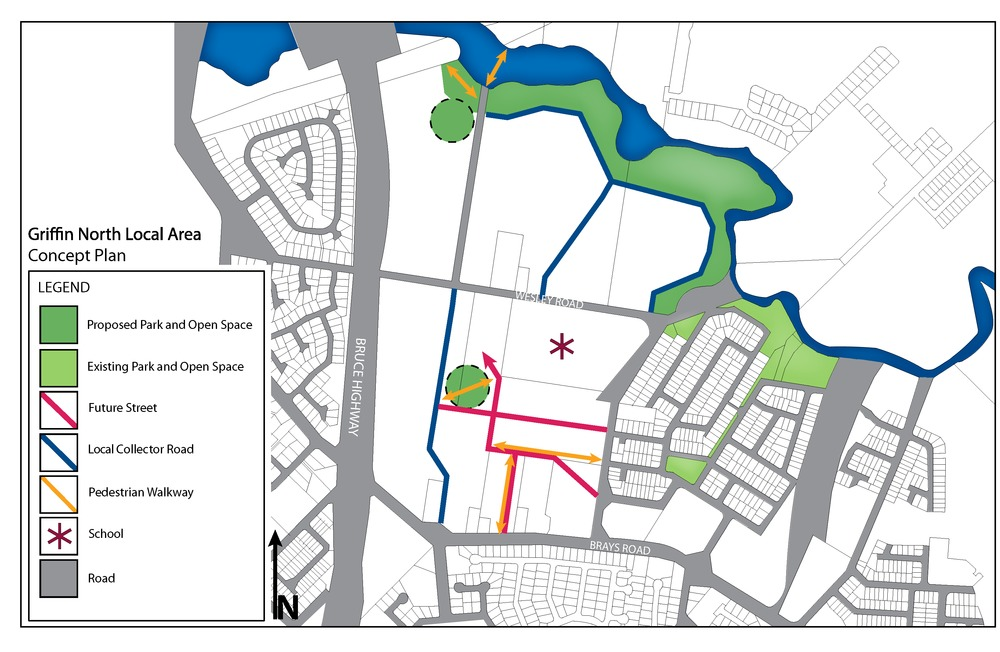 Griffin North Local Area
Concept Plan
LEGEND
Proposed Park and Open Space
Existing Park and Open Space
Future Street
Local Collector Road
Pedestrian Walkway
School
Road
N
BRUCE HIGHWAY
WESLEY ROAD
BRAYS ROAD